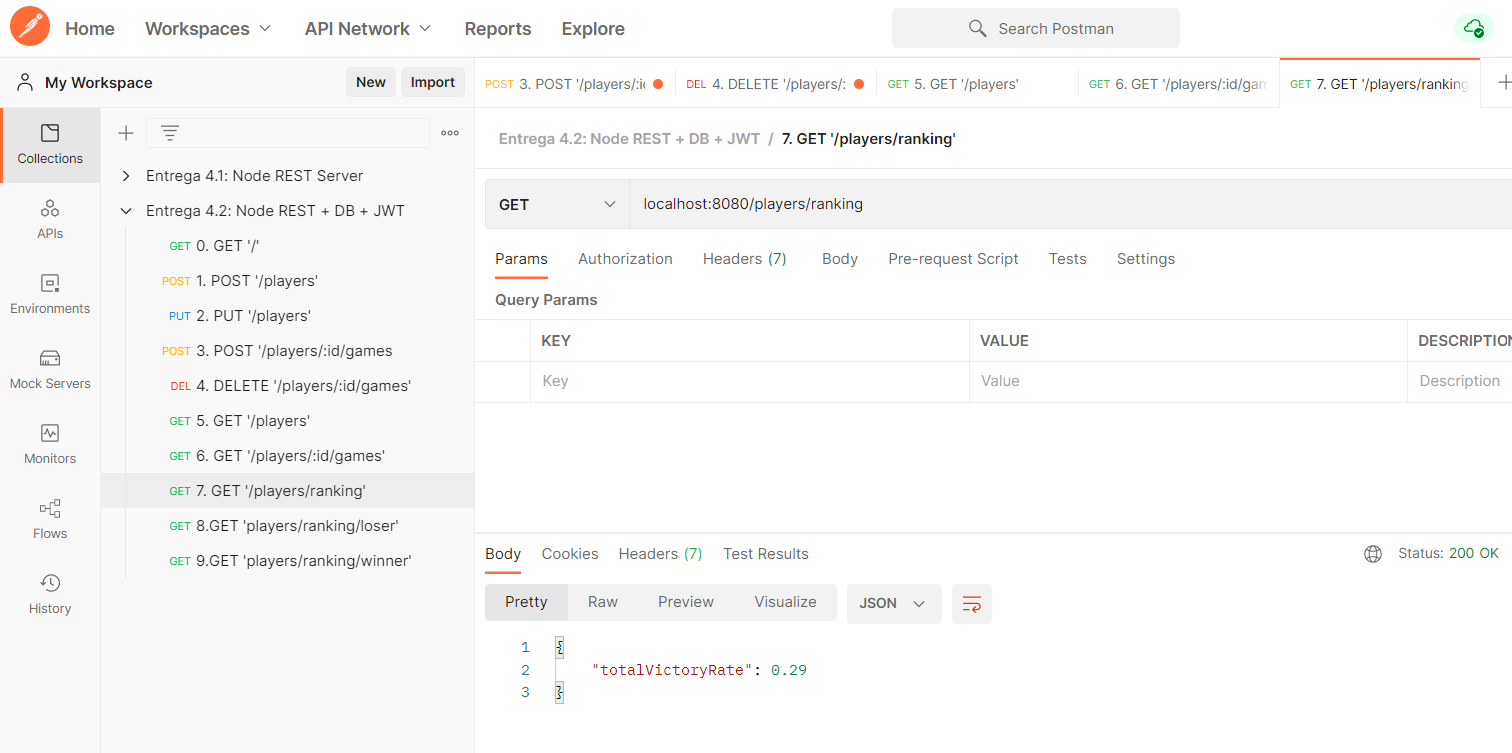 Home Workspaces API Network Reports Explore Search Postman
My Workspace New Import
POST 3. POST '/players/:i DEL 4. DELETE '/players/: GET 5. GET '/players' GET 6. GET '/players/:id/gam GET 7. GET '/players/ranking
Collections
APIs
Environments
Mock Servers
Monitors
Flows
History
Entrega 4.1: Node REST Server
Entrega 4.2: Node REST + DB + JWT
GET 0. GET '/'
POST 1. POST '/players'
PUT 2. PUT '/players'
POST 3. POST '/players/:id/games
DEL 4. DELETE '/players/:id/games'
GET 5. GET '/players'
GET 6. GET '/players/:id/games'
GET 7. GET '/players/ranking'
GET 8.GET 'players/ranking/loser'
GET 9.GET 'players/ranking/winner'
Entrega 4.2: Node REST + DB + JWT / 7. GET '/players/ranking'
GET localhost:8080/players/ranking
Params Authorization Headers (7) Body Pre-request Script Tests Settings
Query Params
KEY VALUE DESCRIPTION
Key Value Description
Body Cookies Headers (7) Test Results Status: 200 OK
Pretty Raw Preview Visualize JSON
1 {
2 "totalVictoryRate": 0.29
3 }